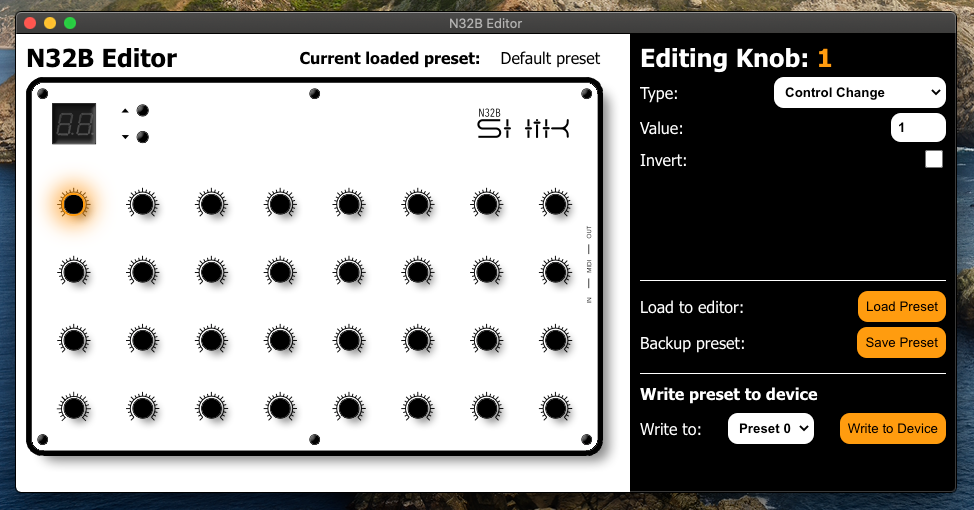 N32B Editor
N32B Editor
Current loaded preset: Default preset
88
N32B
OUT
MIDI
IN
Editing Knob: 1
Type: Control Change
Value: 1
Invert:
Load to editor: Load Preset
Backup preset: Save Preset
Write preset to device
Write to: Preset 0 Write to Device